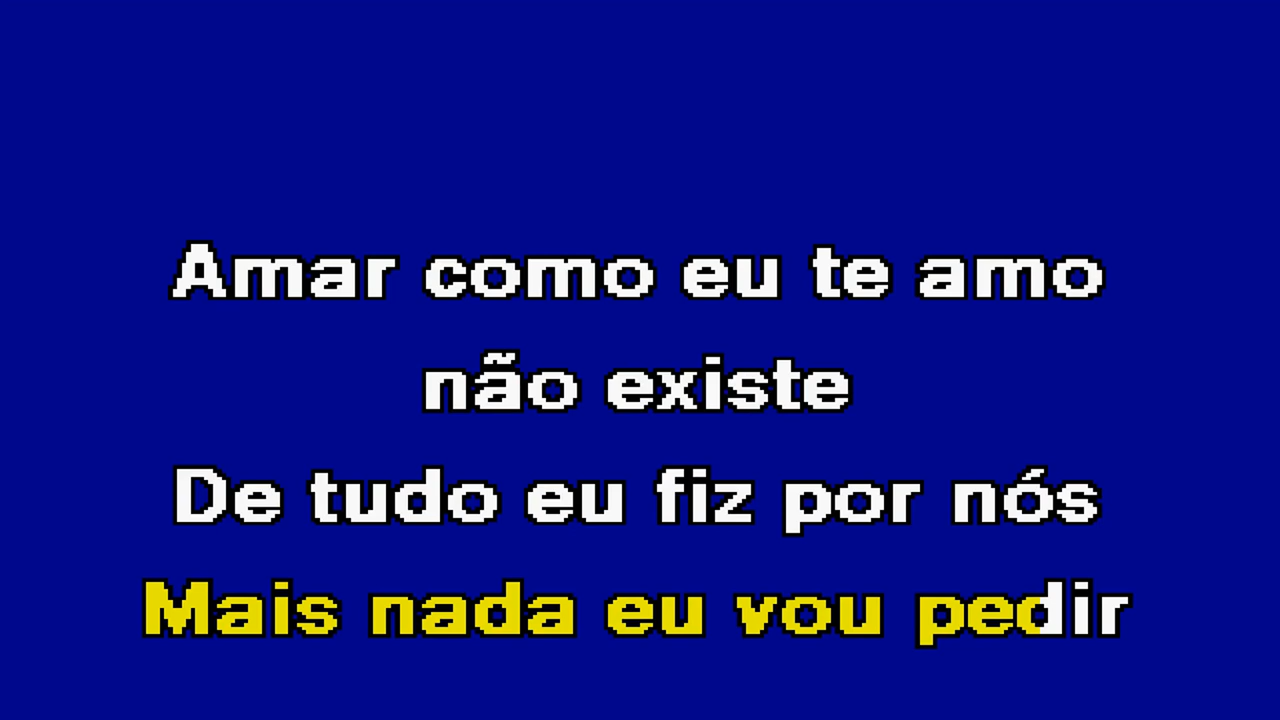 Amar como eu te amo
não existe
De tudo eu fiz por nós
Mais nada eu vou pedir